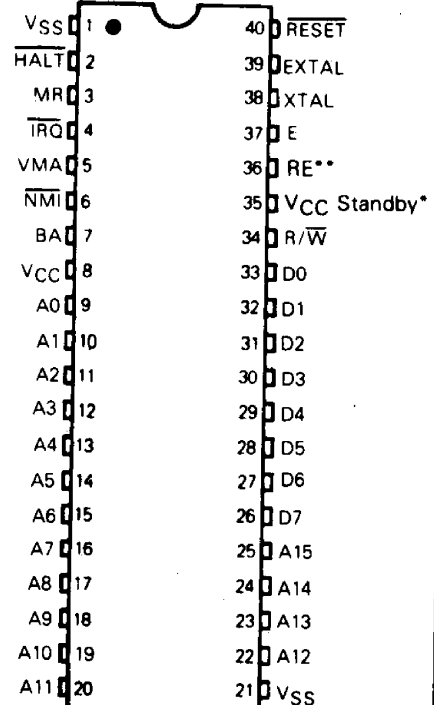 VSS 1 40 RESET
HALT 2 39 EXTAL
MR 3 38 XTAL
IRQ 4 37 E
VMA 5 36 RE**
NMI 6 35 VCC Standby*
BA 7 34 R/W
VCC 8 33 D0
A0 9 32 D1
A1 10 31 D2
A2 11 30 D3
A3 12 29 D4
A4 13 28 D5
A5 14 27 D6
A6 15 26 D7
A7 16 25 A15
A8 17 24 A14
A9 18 23 A13
A10 19 22 A12
A11 20 21 VSS